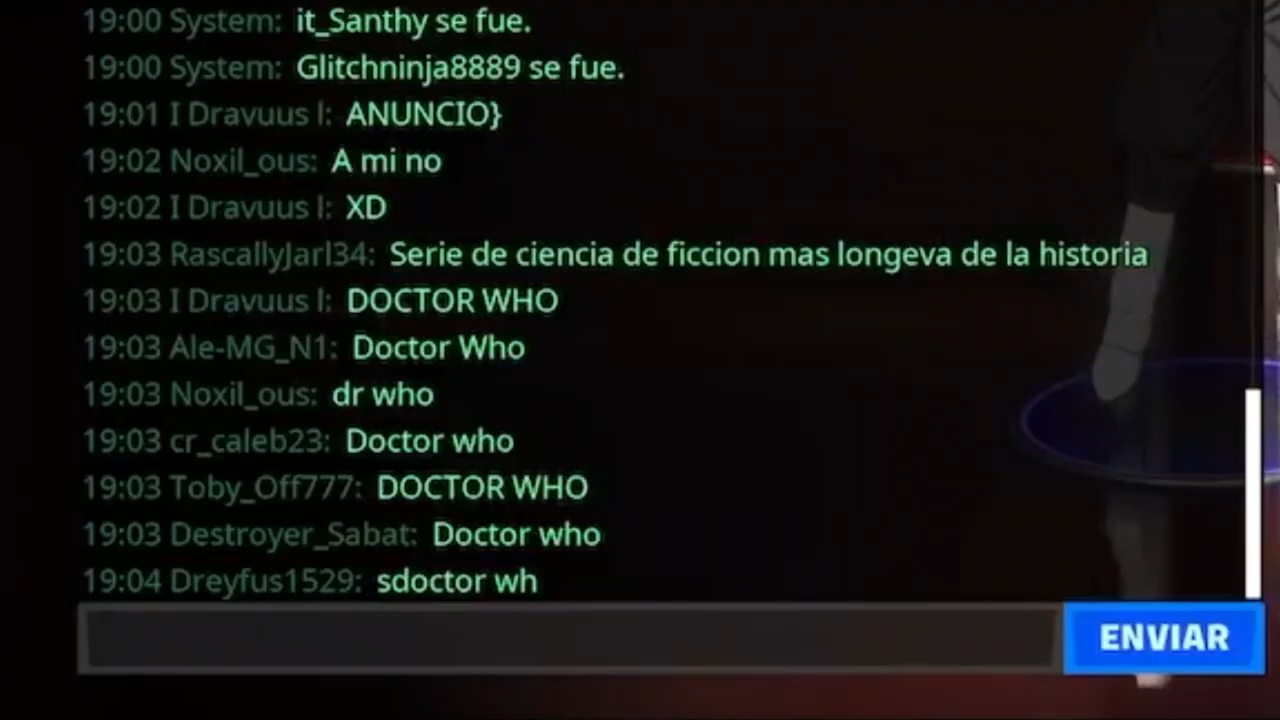 19:00 System: it_Santhy se fue.
19:00 System: Glitchninja8889 se fue.
19:01 I Dravuus l: ANUNCIO}
19:02 Noxil_ous: A mi no
19:02 I Dravuus l: XD
19:03 RascallyJarl34: Serie de ciencia de ficcion mas longeva de la historia
19:03 I Dravuus l: DOCTOR WHO
19:03 Ale-MG_N1: Doctor Who
19:03 Noxil_ous: dr who
19:03 cr_caleb23: Doctor who
19:03 Toby_Off777: DOCTOR WHO
19:03 Destroyer_Sabat: Doctor who
19:04 Dreyfus1529: sdoctor wh
ENVIAR